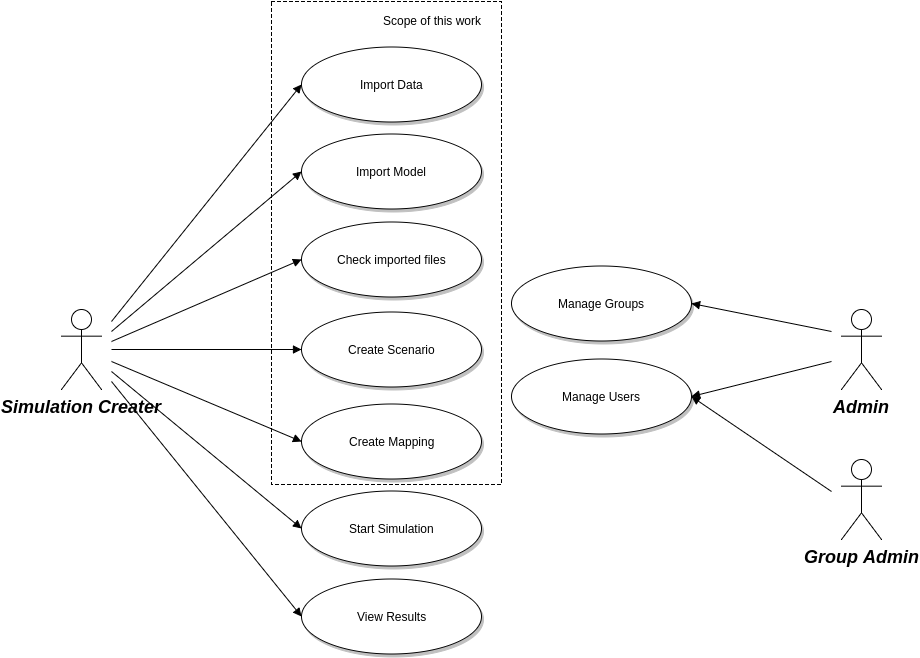 Scope of this work
Import Data
Import Model
Check imported files
Manage Groups
Create Scenario
Manage Users
Simulation Creater
Admin
Create Mapping
Start Simulation
Group Admin
View Results